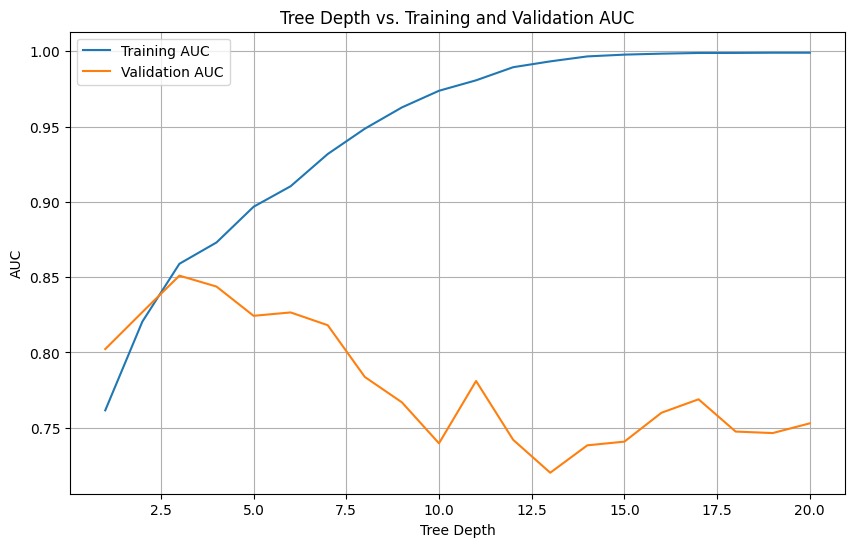 Tree Depth vs. Training and Validation AUC
Training AUC
Validation AUC
1.00
0.95
0.90
0.85
0.80
0.75
AUC
2.5 5.0 7.5 10.0 12.5 15.0 17.5 20.0
Tree Depth